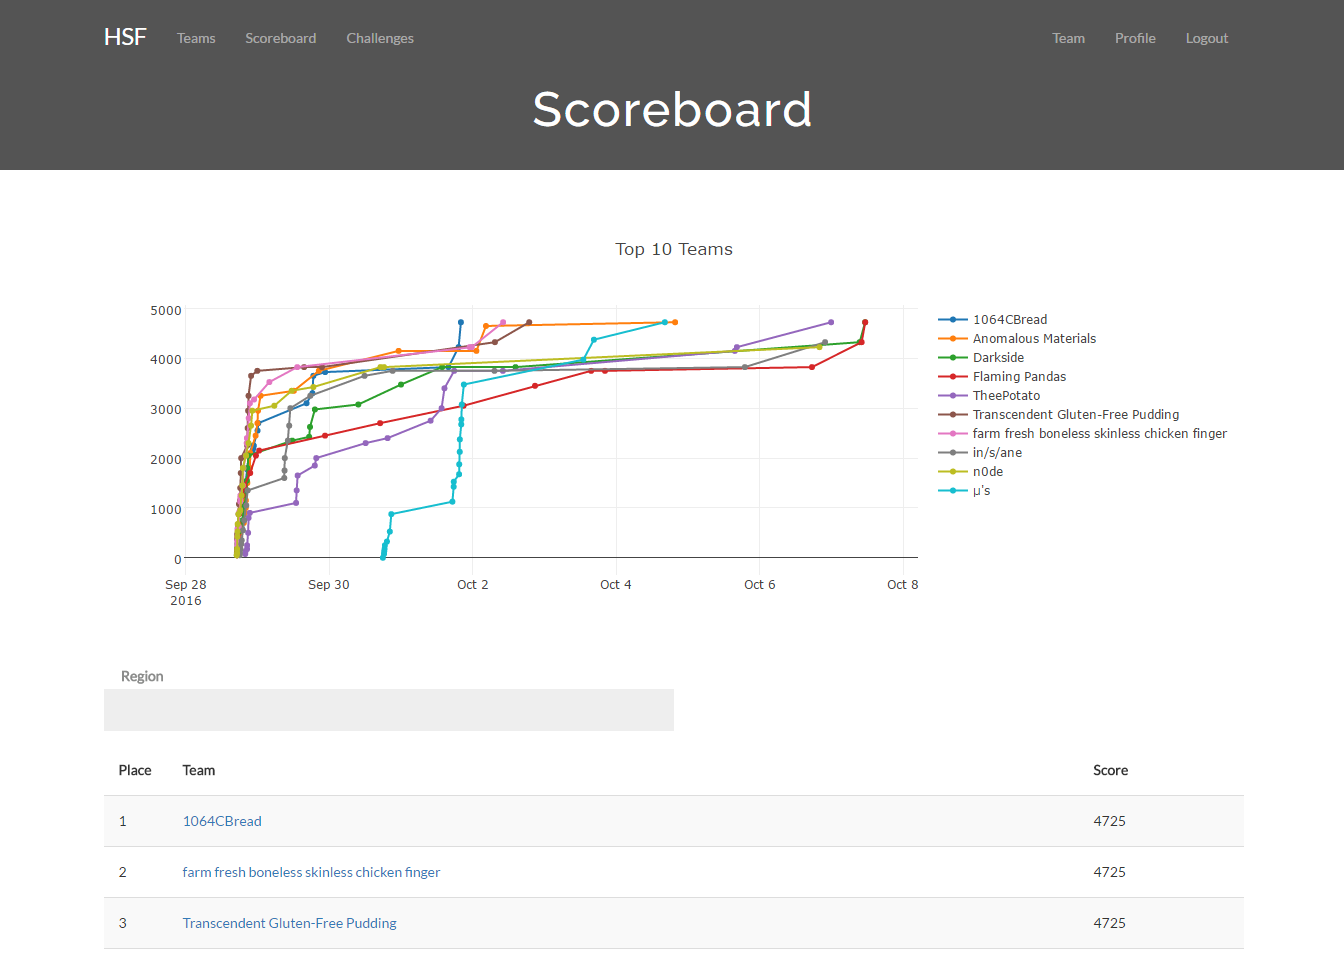 HSF Teams Scoreboard Challenges Team Profile Logout
Scoreboard
Top 10 Teams
5000
4000
3000
2000
1000
0
Sep 28 Sep 30 Oct 2 Oct 4 Oct 6 Oct 8
2016
1064CBread
Anomalous Materials
Darkside
Flaming Pandas
TheePotato
Transcendent Gluten-Free Pudding
farm fresh boneless skinless chicken finger
in/s/ane
n0de
μ's
Region
Place Team Score
1 1064CBread 4725
2 farm fresh boneless skinless chicken finger 4725
3 Transcendent Gluten-Free Pudding 4725